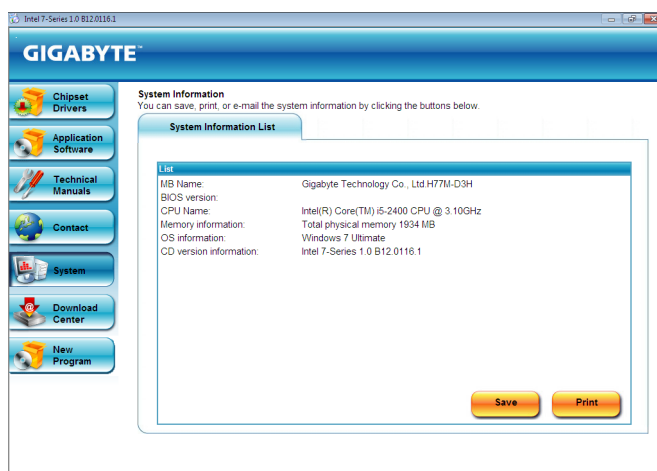 Intel 7-Series 1.0 B12.0116.1
GIGABYTE™
Chipset
Drivers
Application
Software
Technical
Manuals
Contact
System
Download
Center
New
Program
System Information
You can save, print, or e-mail the system information by clicking the buttons below.
System Information List
List
MB Name: Gigabyte Technology Co., Ltd.H77M-D3H
BIOS version:
CPU Name: Intel(R) Core(TM) i5-2400 CPU @ 3.10GHz
Memory information: Total physical memory 1934 MB
OS information: Windows 7 Ultimate
CD version information: Intel 7-Series 1.0 B12.0116.1
Save Print